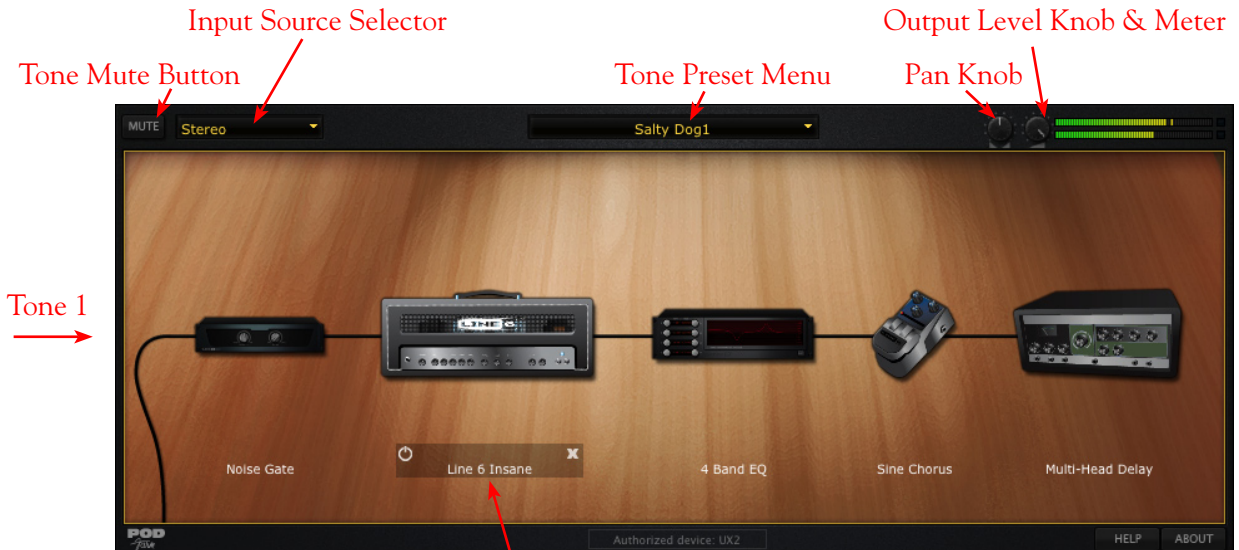 Input Source Selector
Output Level Knob & Meter
Tone Mute Button
Tone Preset Menu
Pan Knob
MUTE
Stereo
Salty Dog1
Tone 1
LINE 6
Noise Gate
Line 6 Insane
4 Band EQ
Sine Chorus
Multi-Head Delay
POD
Farm
Authorized device: UX2
HELP
ABOUT